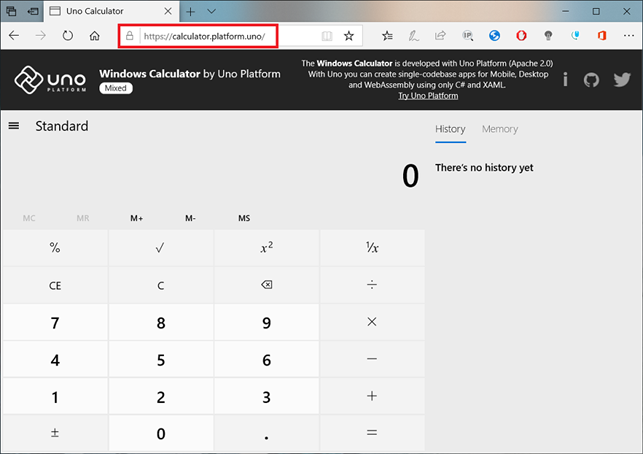 Uno Calculator
https://calculator.platform.uno/
UNO
PLATFORM
Windows Calculator by Uno Platform
Mixed
The Windows Calculator is developed with Uno Platform (Apache 2.0)
With Uno you can create single-codebase apps for Mobile, Desktop
and WebAssembly using only C# and XAML.
Try Uno Platform
Standard
History Memory
0
There's no history yet
MC MR M+ M- MS
% √ x² ¹/x
CE C ÷
7 8 9 ×
4 5 6 −
1 2 3 +
± 0 . =